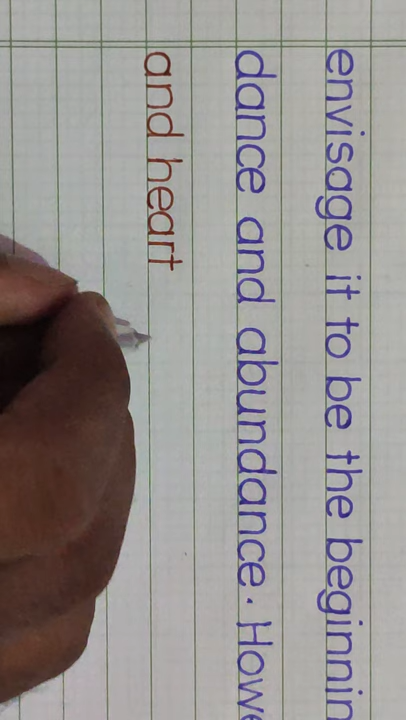 envisage it to be the beginnin
dance and abundance. Howe
and heart